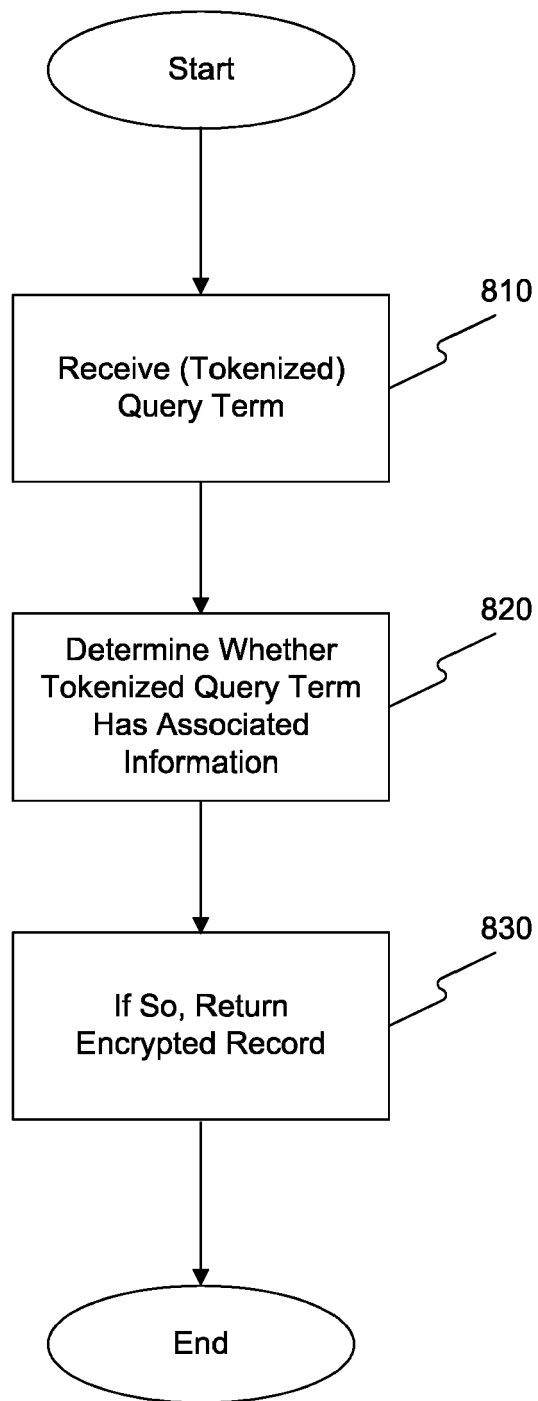 Start
810
Receive (Tokenized)
Query Term
820
Determine Whether
Tokenized Query Term
Has Associated
Information
830
If So, Return
Encrypted Record
End